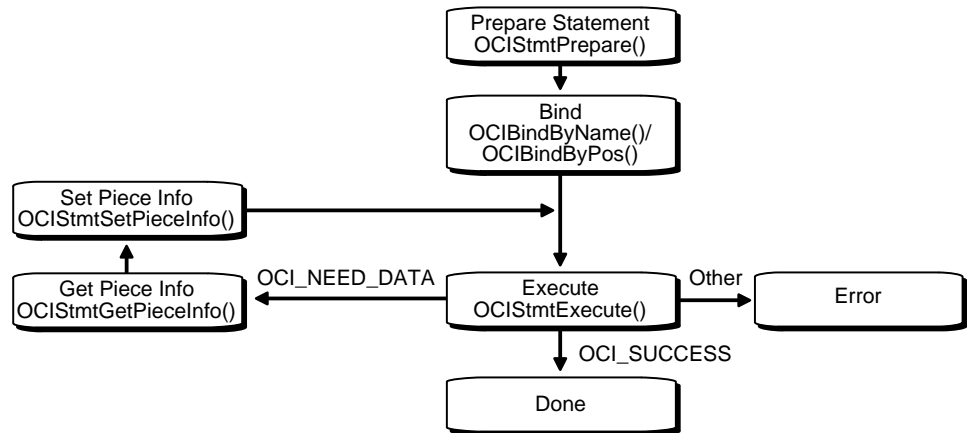 Prepare Statement
OCIStmtPrepare()
Bind
OCIBindByName()/
OCIBindByPos()
Set Piece Info
OCIStmtSetPieceInfo()
OCI_NEED_DATA
Get Piece Info
OCIStmtGetPieceInfo()
Execute
OCIStmtExecute()
Other
Error
OCI_SUCCESS
Done